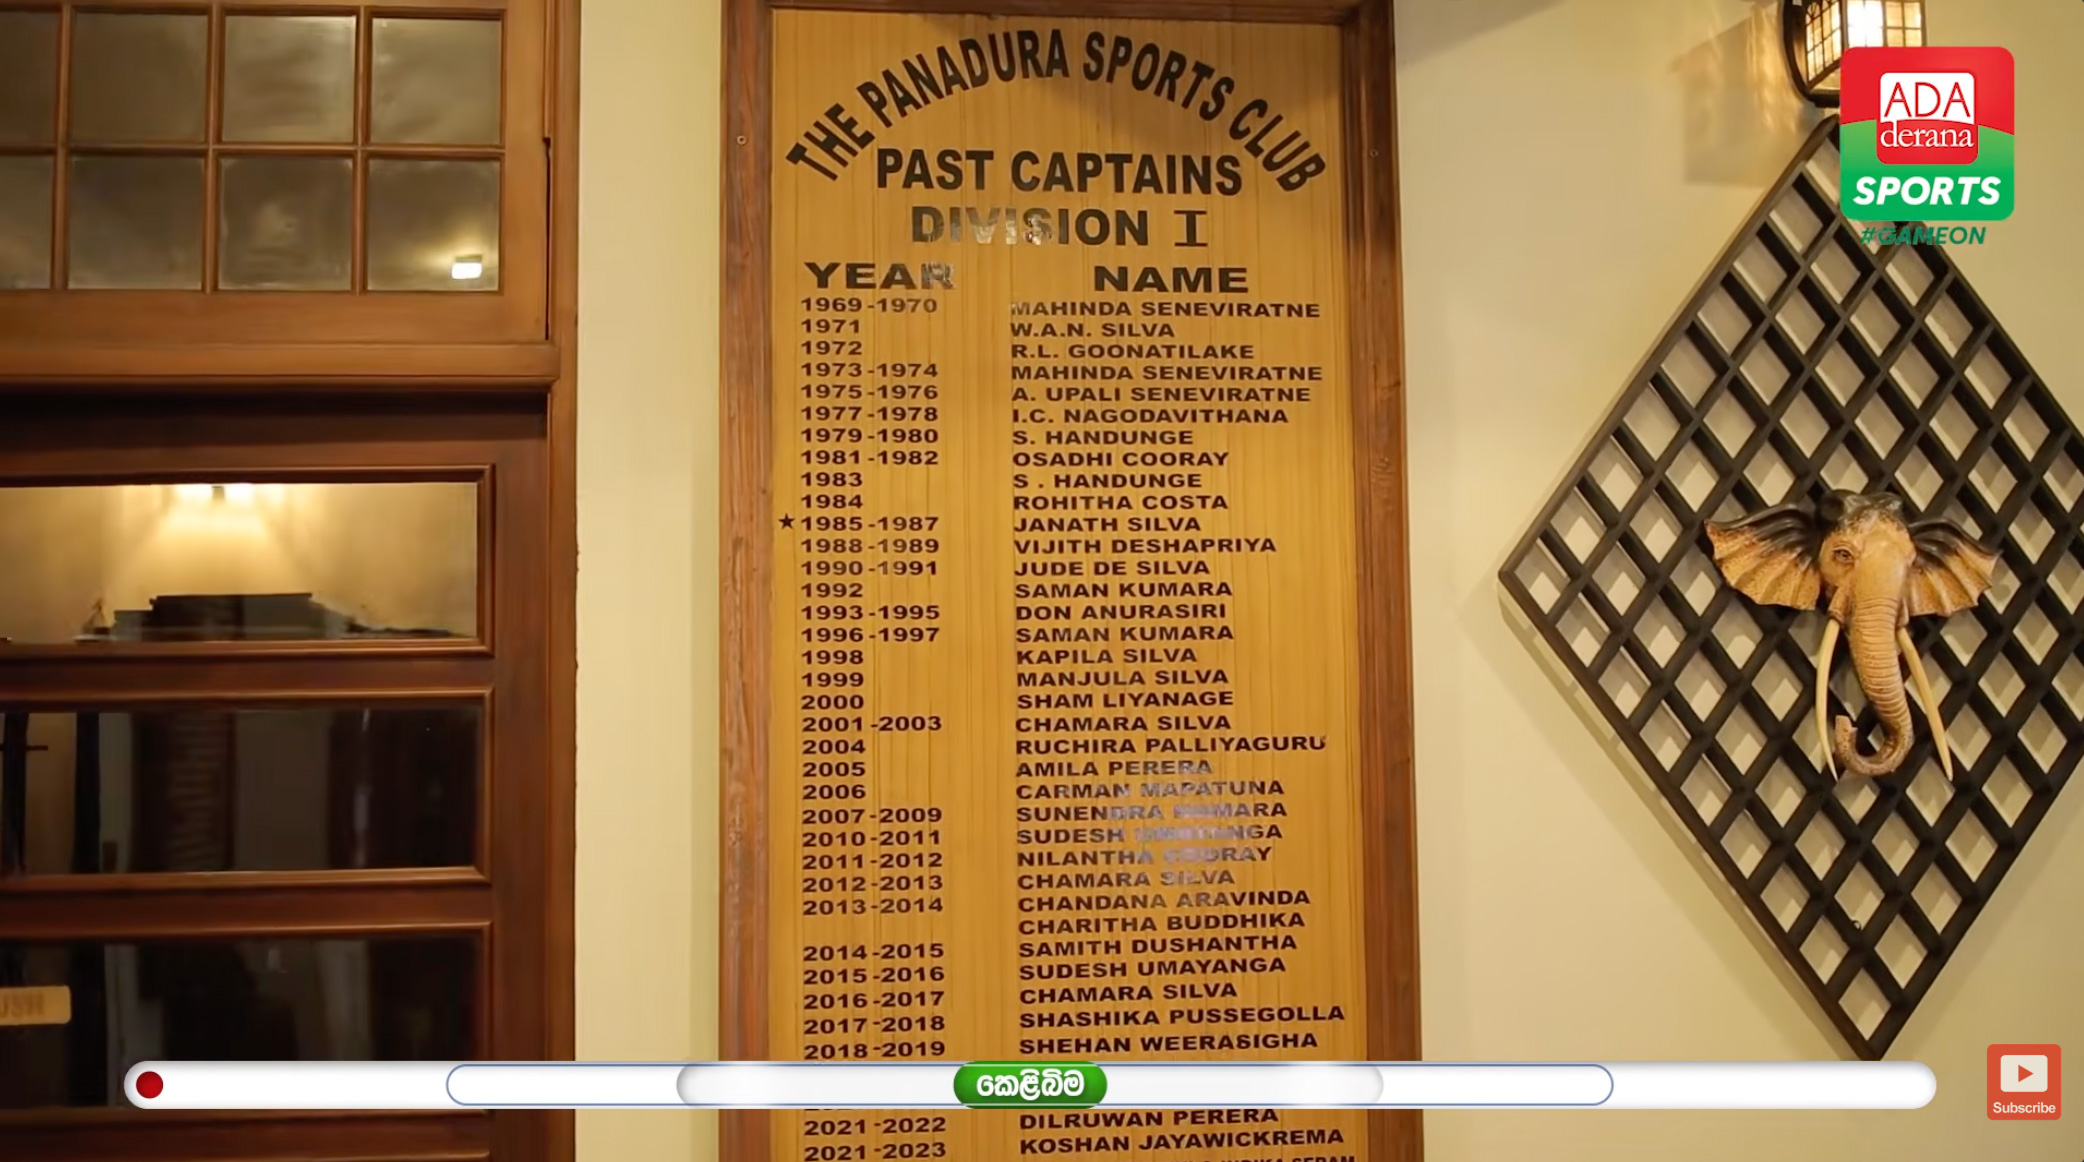 THE PANADURA SPORTS CLUB
PAST CAPTAINS
DIVISION I
YEAR NAME
1969-1970 MAHINDA SENEVIRATNE
1971 W.A.N. SILVA
1972 R.L. GOONATILAKE
1973-1974 MAHINDA SENEVIRATNE
1975-1976 A. UPALI SENEVIRATNE
1977-1978 I.C. NAGODAVITHANA
1979-1980 S. HANDUNGE
1981-1982 OSADHI COORAY
1983 S . HANDUNGE
1984 ROHITHA COSTA
★1985-1987 JANATH SILVA
1988-1989 VIJITH DESHAPRIYA
1990-1991 JUDE DE SILVA
1992 SAMAN KUMARA
1993-1995 DON ANURASIRI
1996-1997 SAMAN KUMARA
1998 KAPILA SILVA
1999 MANJULA SILVA
2000 SHAM LIYANAGE
2001-2003 CHAMARA SILVA
2004 RUCHIRA PALLIYAGURU
2005 AMILA PERERA
2006 CARMAN MAPATUNA
2007-2009 SUNENDRA KUMARA
2010-2011 SUDESH
2011-2012 NILANTHA COORAY
2012-2013 CHAMARA SILVA
2013-2014 CHANDANA ARAVINDA
CHARITHA BUDDHIKA
2014-2015 SAMITH DUSHANTHA
2015-2016 SUDESH UMAYANGA
2016-2017 CHAMARA SILVA
2017-2018 SHASHIKA PUSSEGOLLA
2018-2019 SHEHAN WEERASIGHA
2021-2022 DILRUWAN PERERA
2021-2023 KOSHAN JAYAWICKREMA
ADA
derana
SPORTS
#GAMEON
කෙළිබිම
Subscribe